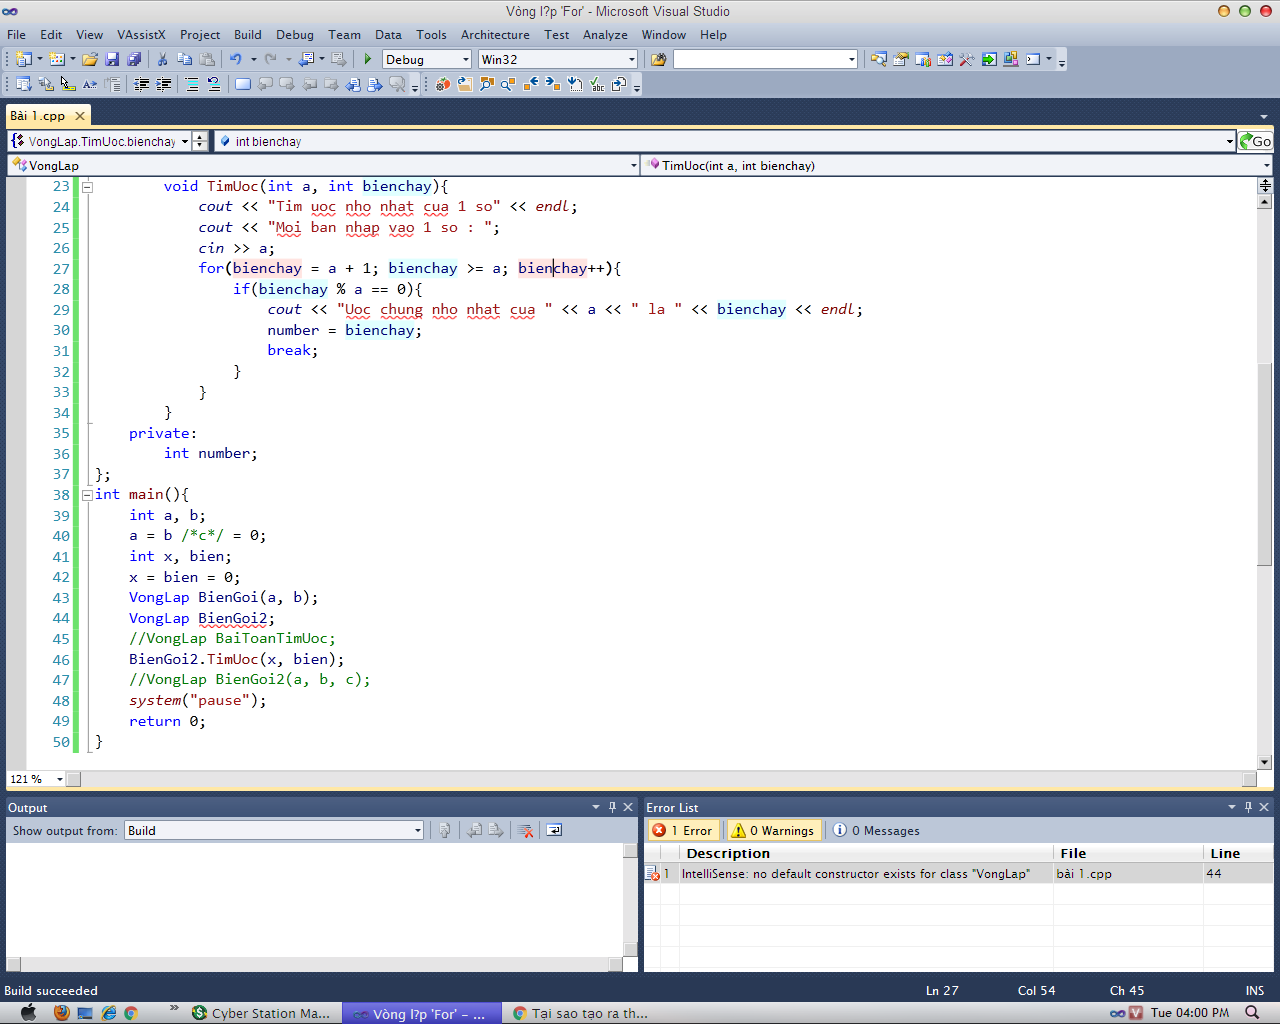 Vòng l?p 'For' - Microsoft Visual Studio
File Edit View VAssistX Project Build Debug Team Data Tools Architecture Test Analyze Window Help
Debug Win32
Bài 1.cpp
VongLap.TimUoc.bienchay int bienchay Go
VongLap TimUoc(int a, int bienchay)
23 void TimUoc(int a, int bienchay){
24 cout << "Tim uoc nho nhat cua 1 so" << endl;
25 cout << "Moi ban nhap vao 1 so : ";
26 cin >> a;
27 for(bienchay = a + 1; bienchay >= a; bienchay++){
28 if(bienchay % a == 0){
29 cout << "Uoc chung nho nhat cua " << a << " la " << bienchay << endl;
30 number = bienchay;
31 break;
32 }
33 }
34 }
35 private:
36 int number;
37 };
38 int main(){
39 int a, b;
40 a = b /*c*/ = 0;
41 int x, bien;
42 x = bien = 0;
43 VongLap BienGoi(a, b);
44 VongLap BienGoi2;
45 //VongLap BaiToanTimUoc;
46 BienGoi2.TimUoc(x, bien);
47 //VongLap BienGoi2(a, b, c);
48 system("pause");
49 return 0;
50 }
121 %
Output
Show output from: Build
Error List
1 Error 0 Warnings 0 Messages
Description File Line
1 IntelliSense: no default constructor exists for class "VongLap" bài 1.cpp 44
Build succeeded Ln 27 Col 54 Ch 45 INS
Cyber Station Ma... Vòng l?p 'For' - ... Tại sao tạo ra th... Tue 04:00 PM